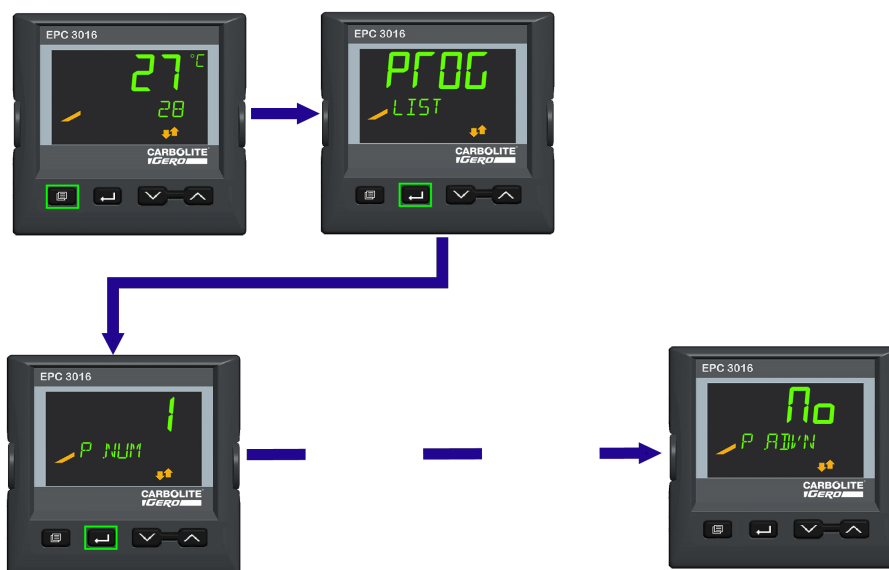 EPC 3016
27 °C
28
CARBOLITE
GERO
EPC 3016
PrOG
LIST
CARBOLITE
GERO
EPC 3016
1
P.NUM
CARBOLITE
GERO
EPC 3016
No
P.ADVN
CARBOLITE
GERO